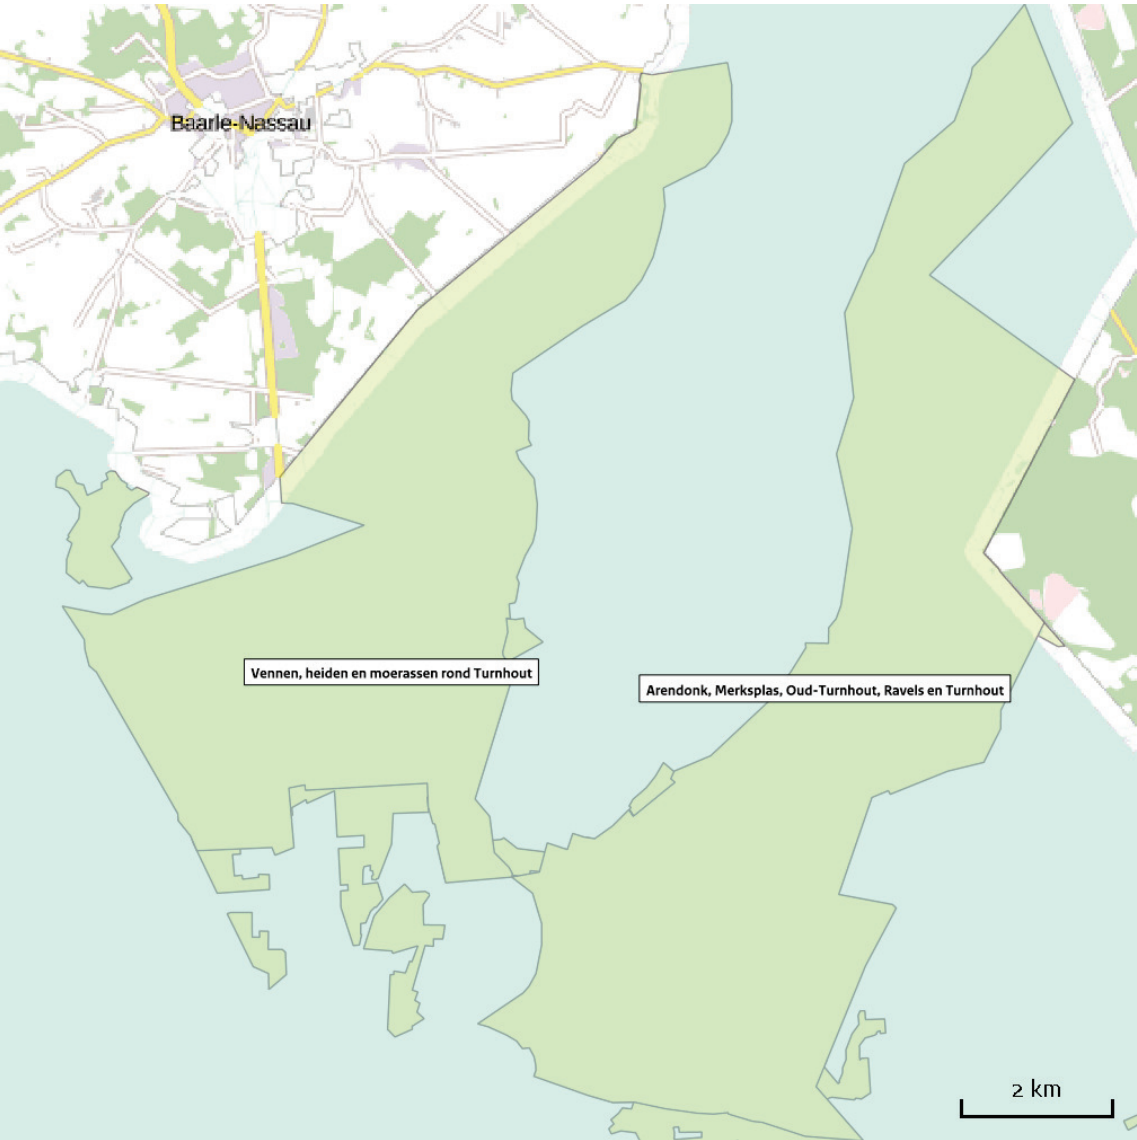 Baarle-Nassau
Vennen, heiden en moerassen rond Turnhout
Arendonk, Merksplas, Oud-Turnhout, Ravels en Turnhout
2 km